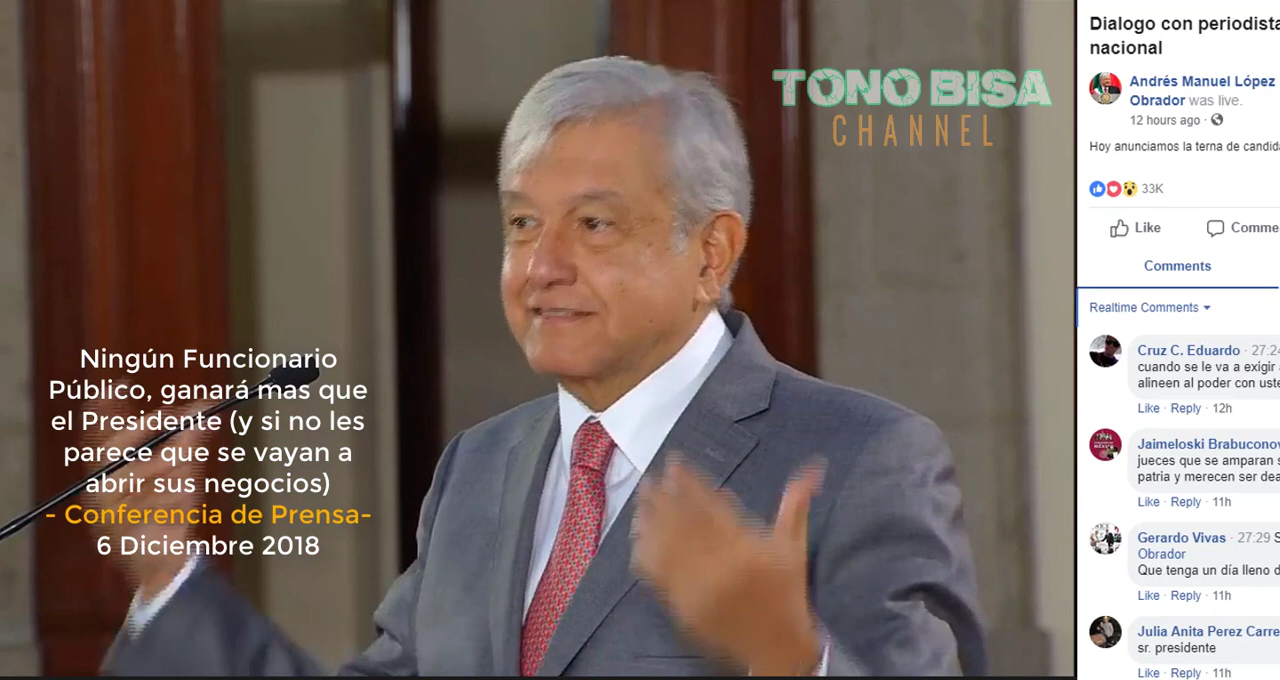 TONO BISA
CHANNEL
Ningún Funcionario
Público, ganará mas que
el Presidente (y si no les
parece que se vayan a
abrir sus negocios)
- Conferencia de Prensa-
6 Diciembre 2018
Dialogo con periodista
nacional
Andrés Manuel López
Obrador was live.
12 hours ago ·
Hoy anunciamos la terna de candida
33K
Like Comme
Comments
Realtime Comments
Cruz C. Eduardo · 27:24
cuando se le va a exigir
alineen al poder con uste
Like · Reply · 12h
Jaimeloski Brabucono
jueces que se amparan
patria y merecen ser dea
Like · Reply · 11h
Gerardo Vivas · 27:29 S
Obrador
Que tenga un día lleno d
Like · Reply · 11h
Julia Anita Perez Carre
sr. presidente
Like · Reply · 11h